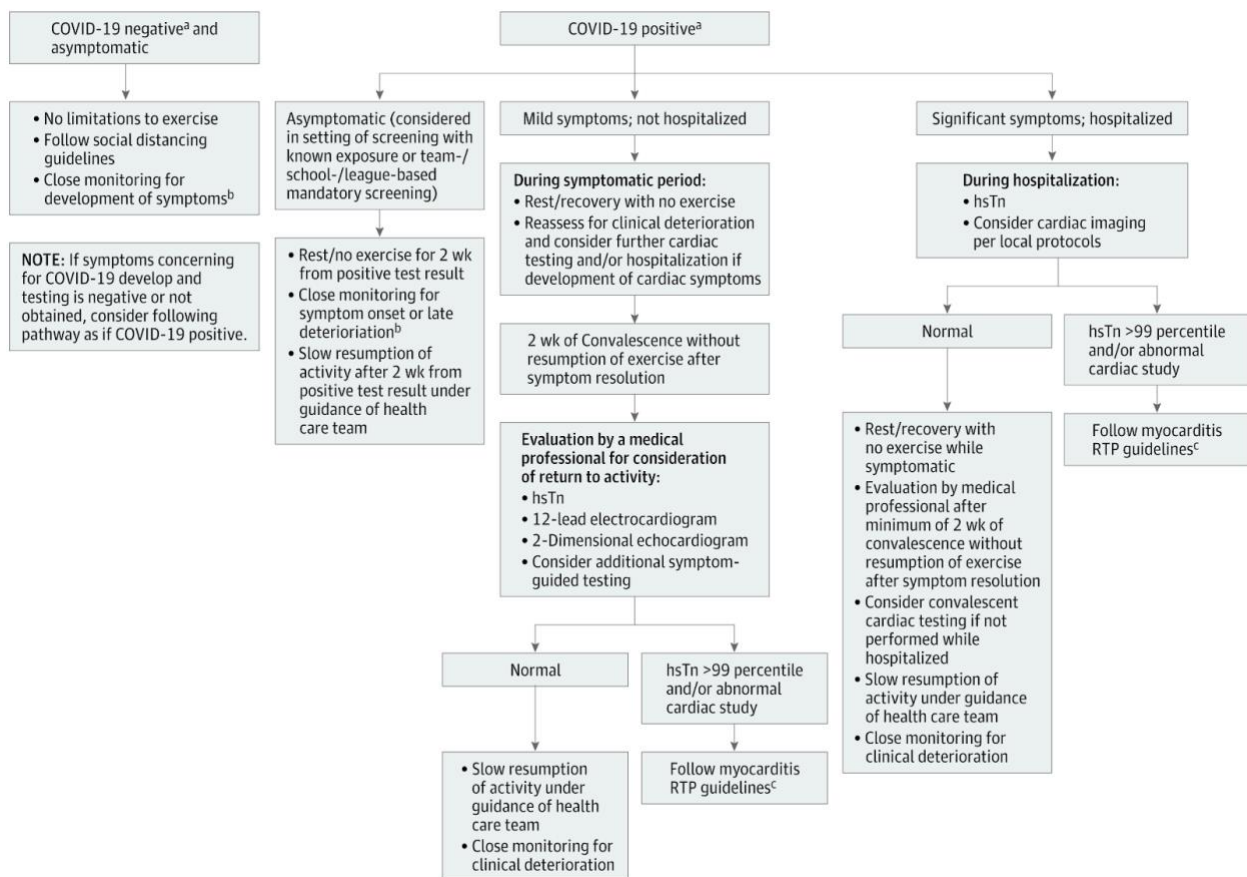 COVID-19 negativeᵃ and
asymptomatic
• No limitations to exercise
• Follow social distancing
guidelines
• Close monitoring for
development of symptomsᵇ
NOTE: If symptoms concerning
for COVID-19 develop and
testing is negative or not
obtained, consider following
pathway as if COVID-19 positive.
COVID-19 positiveᵃ
Asymptomatic (considered
in setting of screening with
known exposure or team-/
school-/league-based
mandatory screening)
• Rest/no exercise for 2 wk
from positive test result
• Close monitoring for
symptom onset or late
deterioriationᵇ
• Slow resumption of
activity after 2 wk from
positive test result under
guidance of health
care team
Mild symptoms; not hospitalized
During symptomatic period:
• Rest/recovery with no exercise
• Reassess for clinical deterioration
and consider further cardiac
testing and/or hospitalization if
development of cardiac symptoms
2 wk of Convalescence without
resumption of exercise after
symptom resolution
Evaluation by a medical
professional for consideration
of return to activity:
• hsTn
• 12-lead electrocardiogram
• 2-Dimensional echocardiogram
• Consider additional symptom-
guided testing
Normal
• Slow resumption
of activity under
guidance of health
care team
• Close monitoring for
clinical deterioration
hsTn >99 percentile
and/or abnormal
cardiac study
Follow myocarditis
RTP guidelinesᶜ
Significant symptoms; hospitalized
During hospitalization:
• hsTn
• Consider cardiac imaging
per local protocols
Normal
• Rest/recovery with
no exercise while
symptomatic
• Evaluation by medical
professional after
minimum of 2 wk of
convalescence without
resumption of exercise
after symptom resolution
• Consider convalescent
cardiac testing if not
performed while
hospitalized
• Slow resumption of
activity under guidance
of health care team
• Close monitoring for
clinical deterioration
hsTn >99 percentile
and/or abnormal
cardiac study
Follow myocarditis
RTP guidelinesᶜ